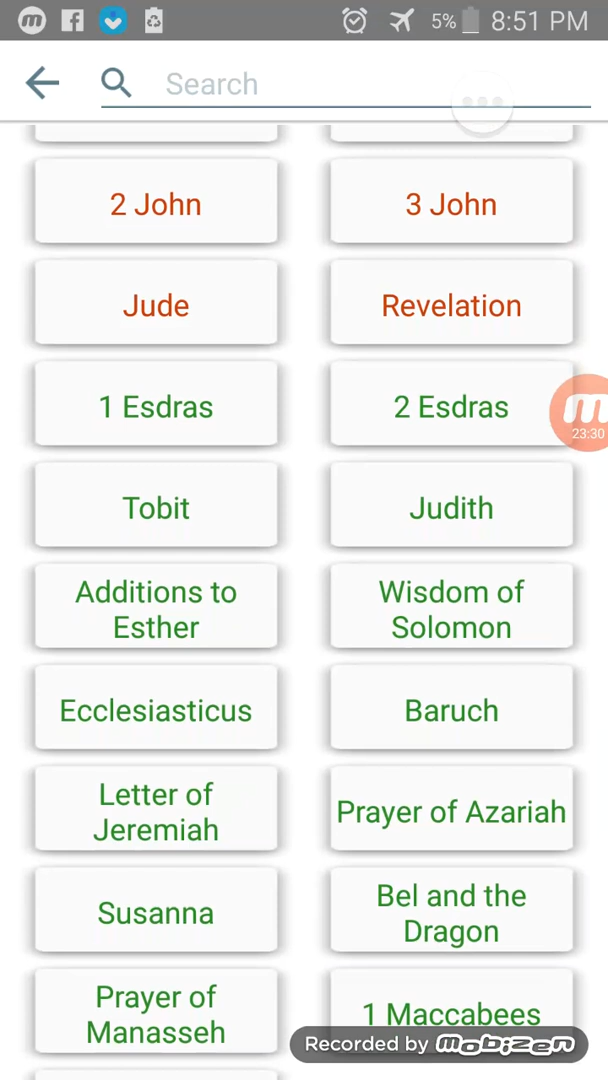 5% 8:51 PM
Search
2 John
3 John
Jude
Revelation
1 Esdras
2 Esdras
23:30
Tobit
Judith
Additions to
Esther
Wisdom of
Solomon
Ecclesiasticus
Baruch
Letter of
Jeremiah
Prayer of Azariah
Susanna
Bel and the
Dragon
Prayer of
Manasseh
1 Maccabees
Recorded by mobizen